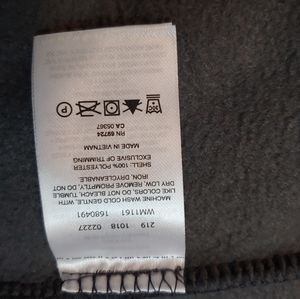 219 1018 02227
WM1161 1680491
MACHINE WASH COLD GENTLE, WITH
LIKE COLORS, DO NOT BLEACH, TUMBLE
DRY LOW, REMOVE PROMPTLY, DO NOT
IRON, DRYCLEANABLE.
SHELL: 100% POLYESTER
EXCLUSIVE OF TRIMMING
MADE IN VIETNAM
RN 69724
CA 05367
P